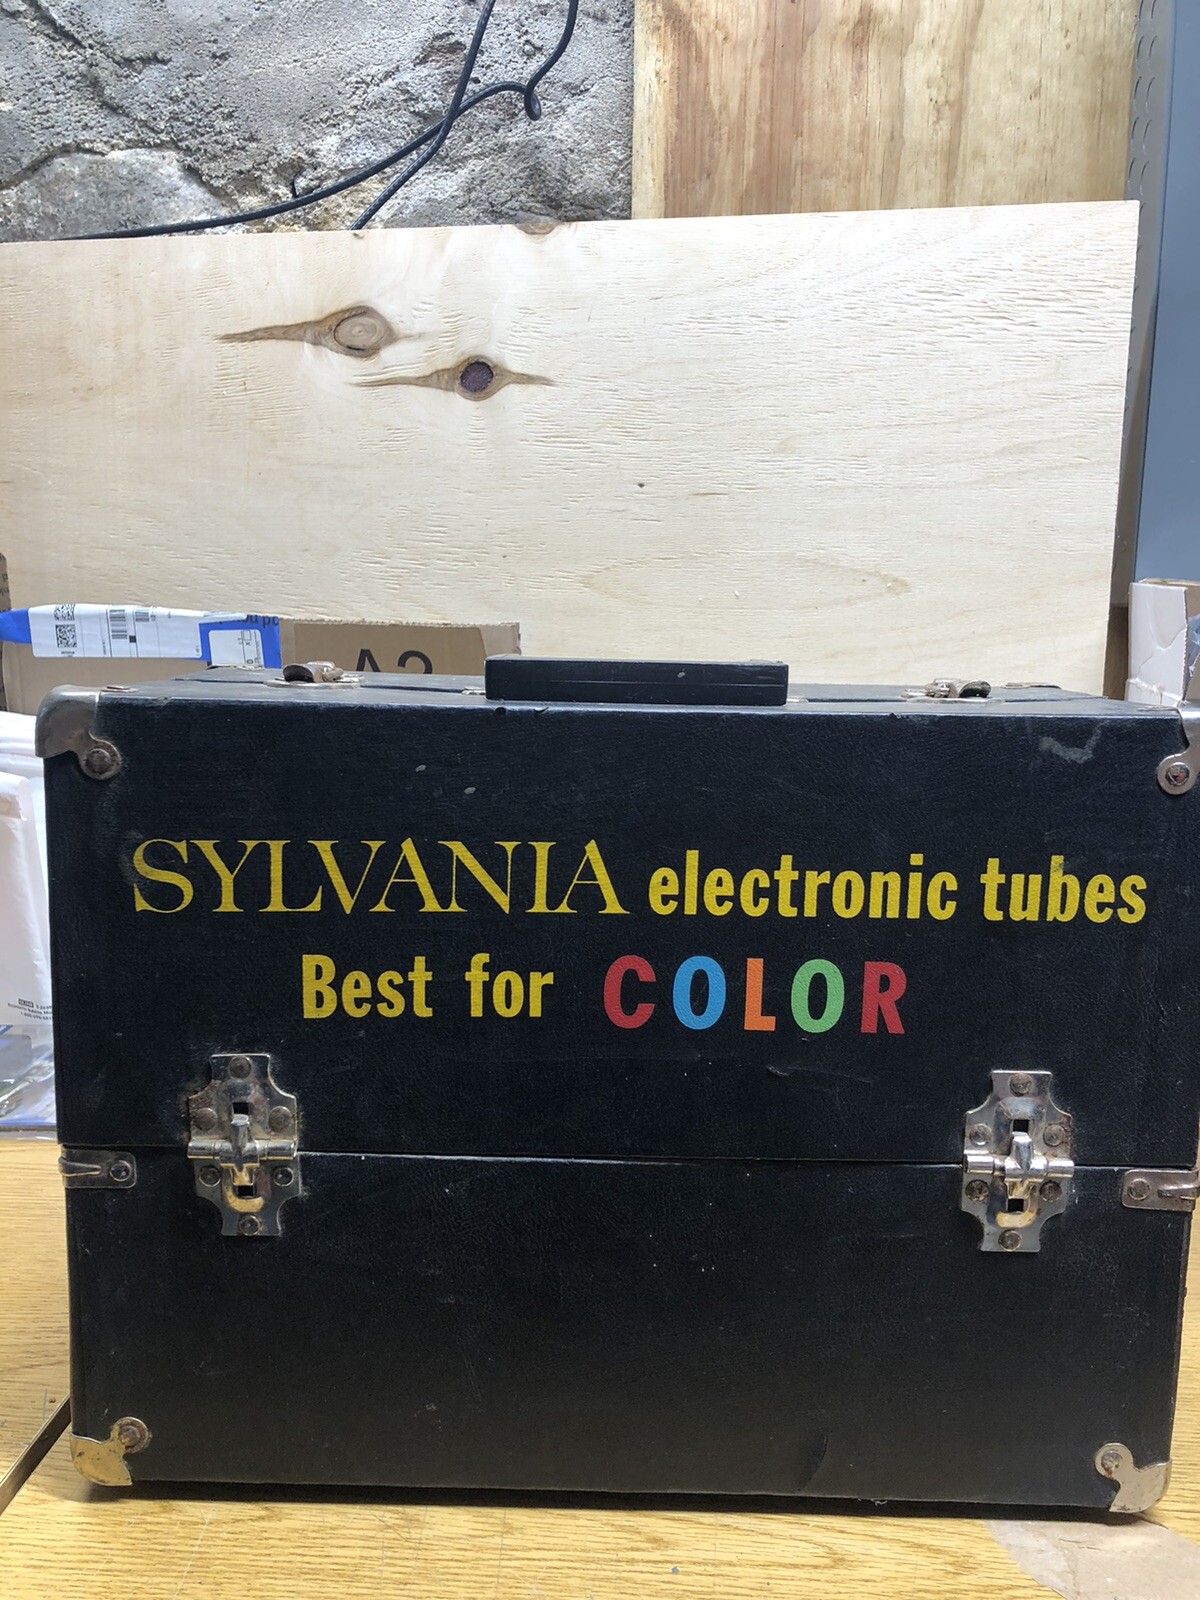 SYLVANIA electronic tubes
Best for COLOR